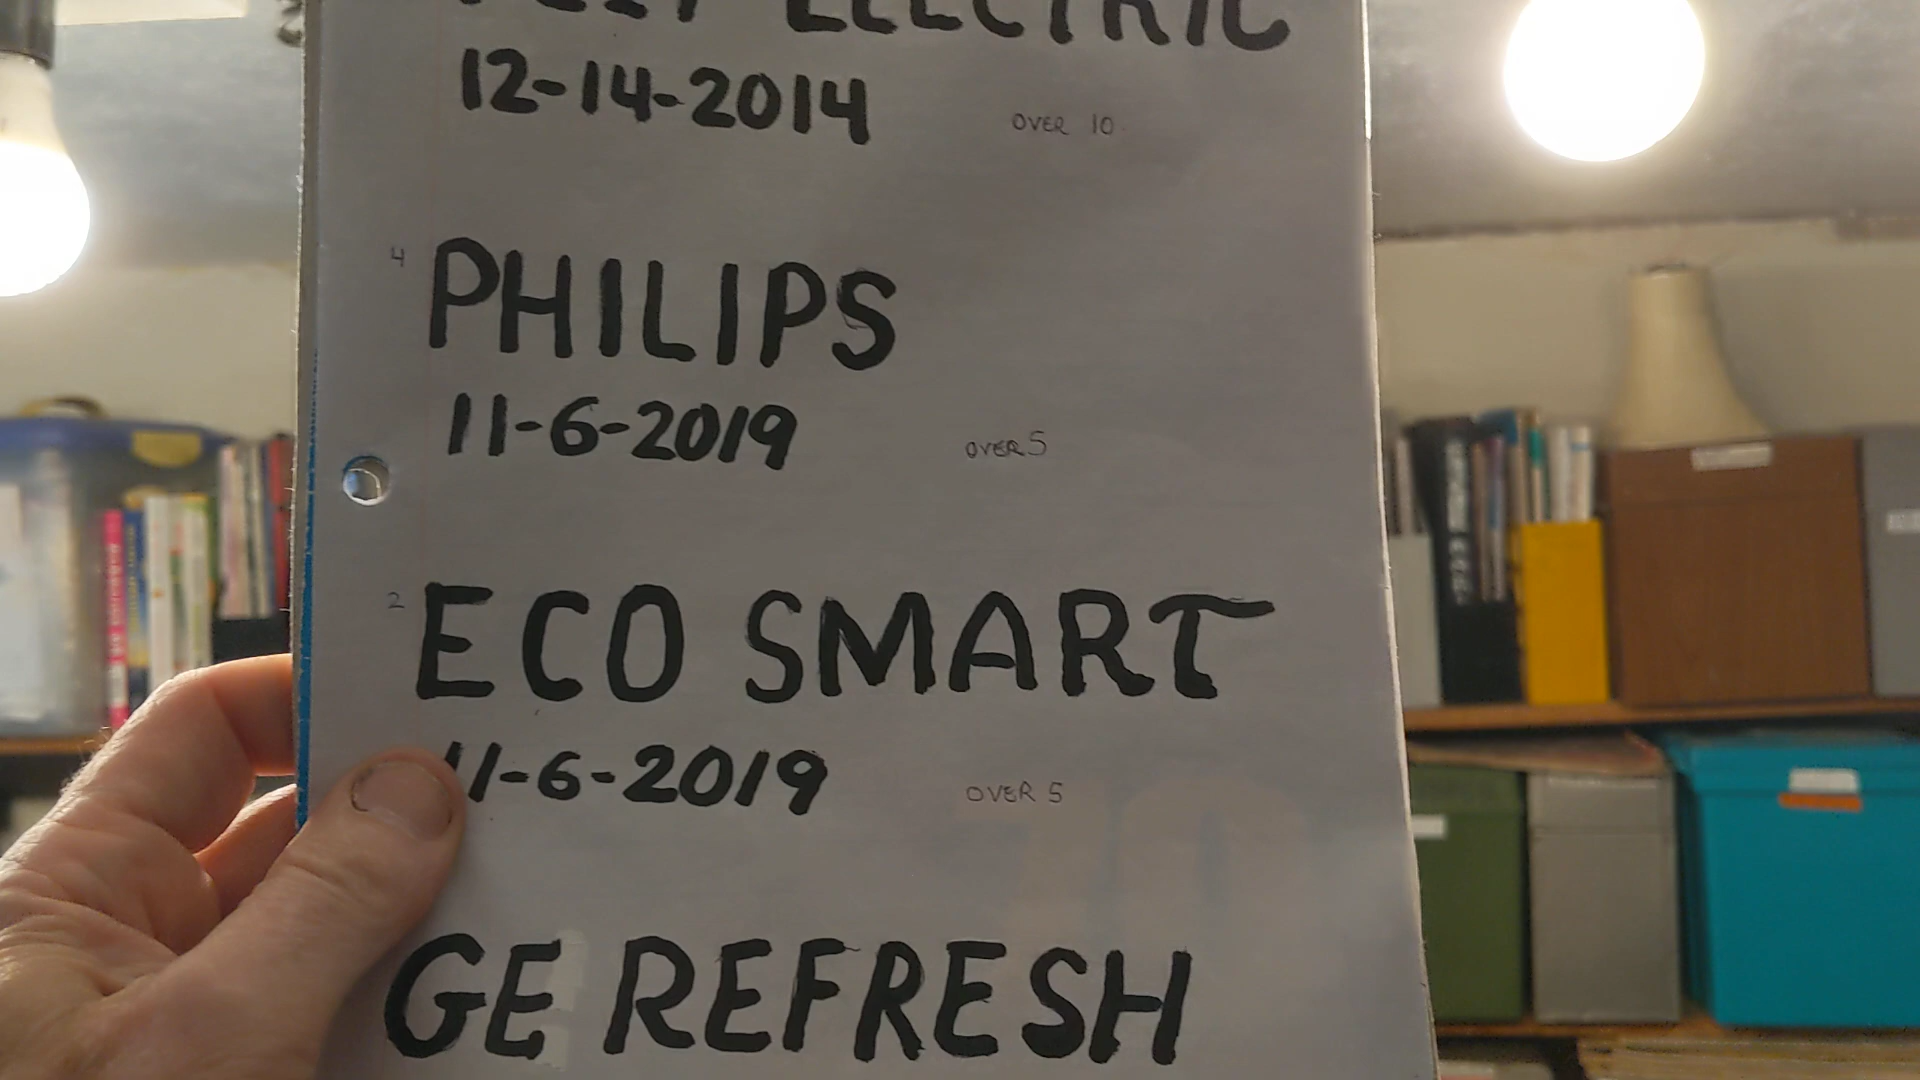 ELECTRIC
12-14-2014 OVER 10
4 PHILIPS
11-6-2019 OVER 5
2 ECO SMART
11-6-2019 OVER 5
GE REFRESH